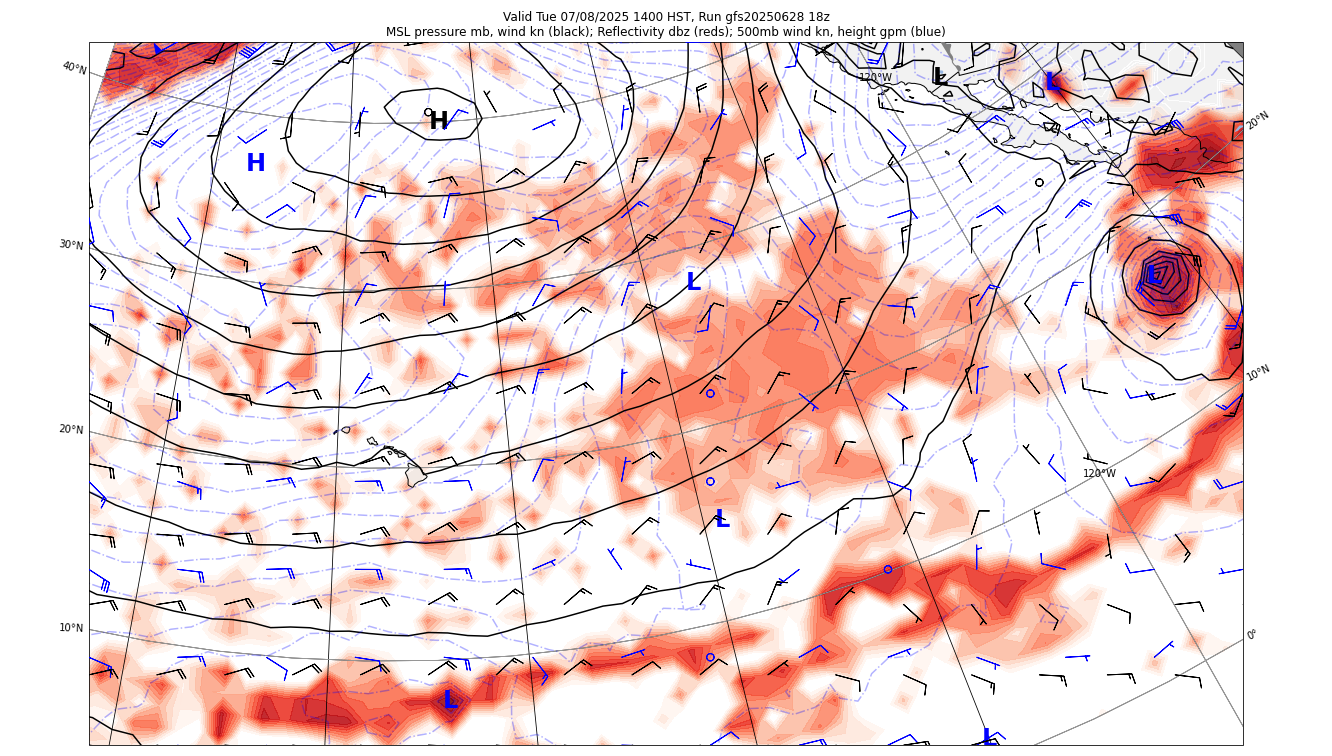 Valid Tue 07/08/2025 1400 HST, Run gfs20250628 18z
MSL pressure mb, wind kn (black); Reflectivity dbz (reds); 500mb wind kn, height gpm (blue)
40°N
120°W
L
L
20°N
H
H
30°N
L
L
10°N
20°N
120°W
L
10°N
0°
L
L